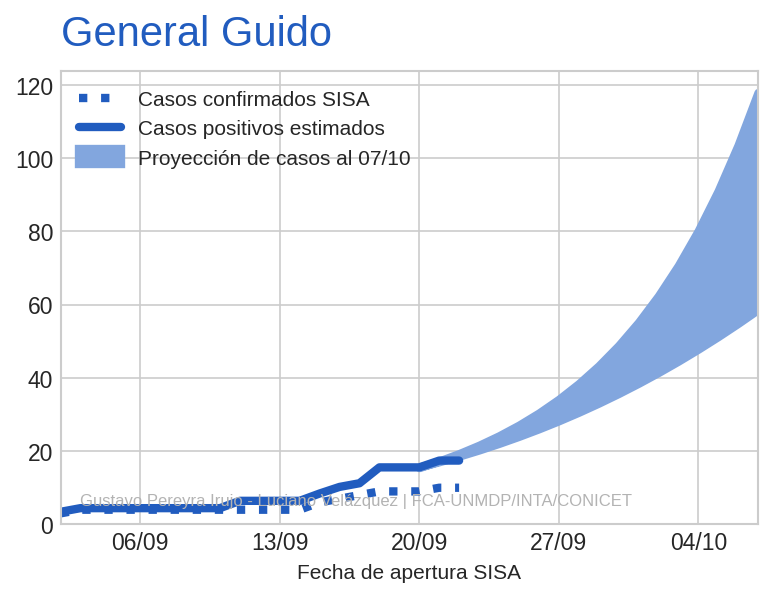 General Guido
120
100
80
60
40
20
0
Casos confirmados SISA
Casos positivos estimados
Proyección de casos al 07/10
Gustavo Pereyra Irujo - Luciano Velázquez | FCA-UNMDP/INTA/CONICET
06/09 13/09 20/09 27/09 04/10
Fecha de apertura SISA